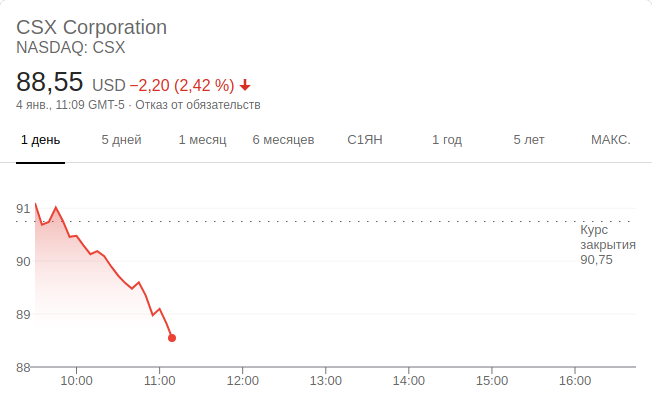 CSX Corporation
NASDAQ: CSX
88,55 USD −2,20 (2,42 %)
4 янв., 11:09 GMT-5 · Отказ от обязательств
1 день 5 дней 1 месяц 6 месяцев С1ЯН 1 год 5 лет МАКС.
91
Курс
закрытия
90,75
90
89
88
10:00 11:00 12:00 13:00 14:00 15:00 16:00